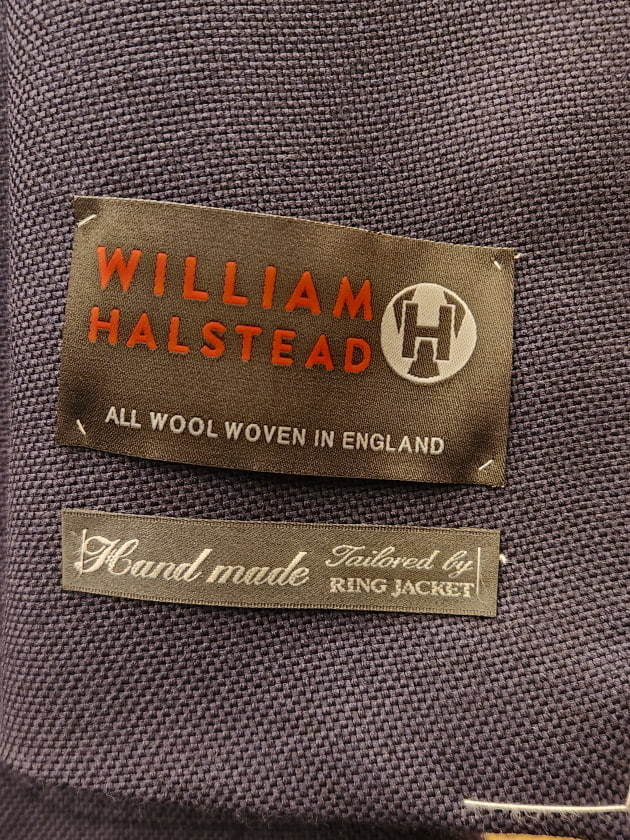 WILLIAM
HALSTEAD
H
ALL WOOL WOVEN IN ENGLAND
Hand made
Tailored by
RING JACKET